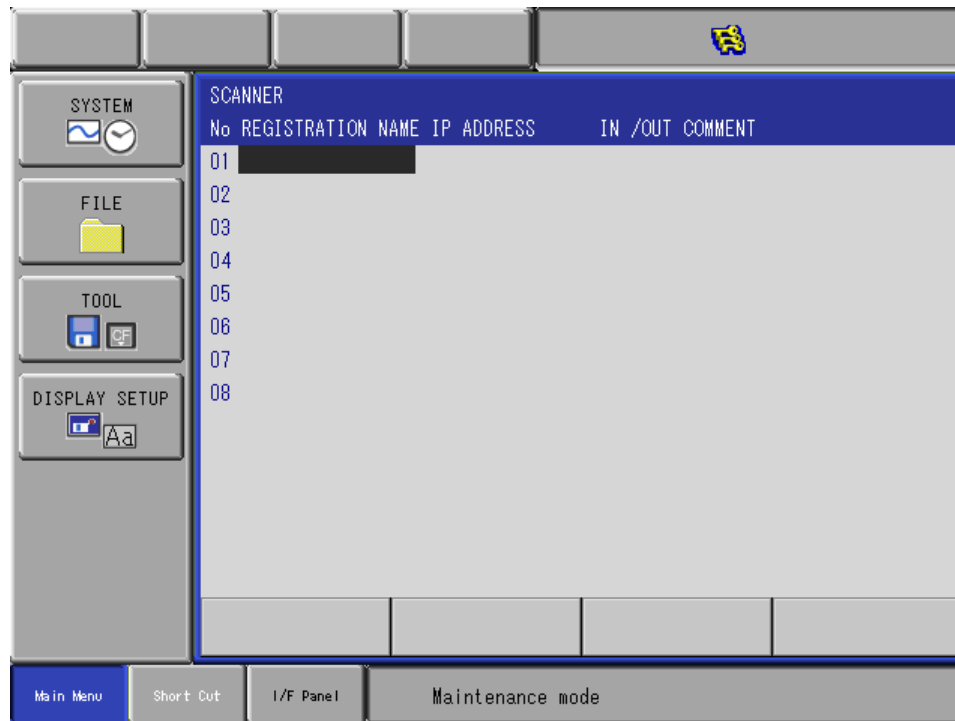 SYSTEM
FILE
TOOL
CF
DISPLAY SETUP
Aa
SCANNER
No REGISTRATION NAME IP ADDRESS IN /OUT COMMENT
01
02
03
04
05
06
07
08
Main Menu
Short Cut
I/F Panel
Maintenance mode